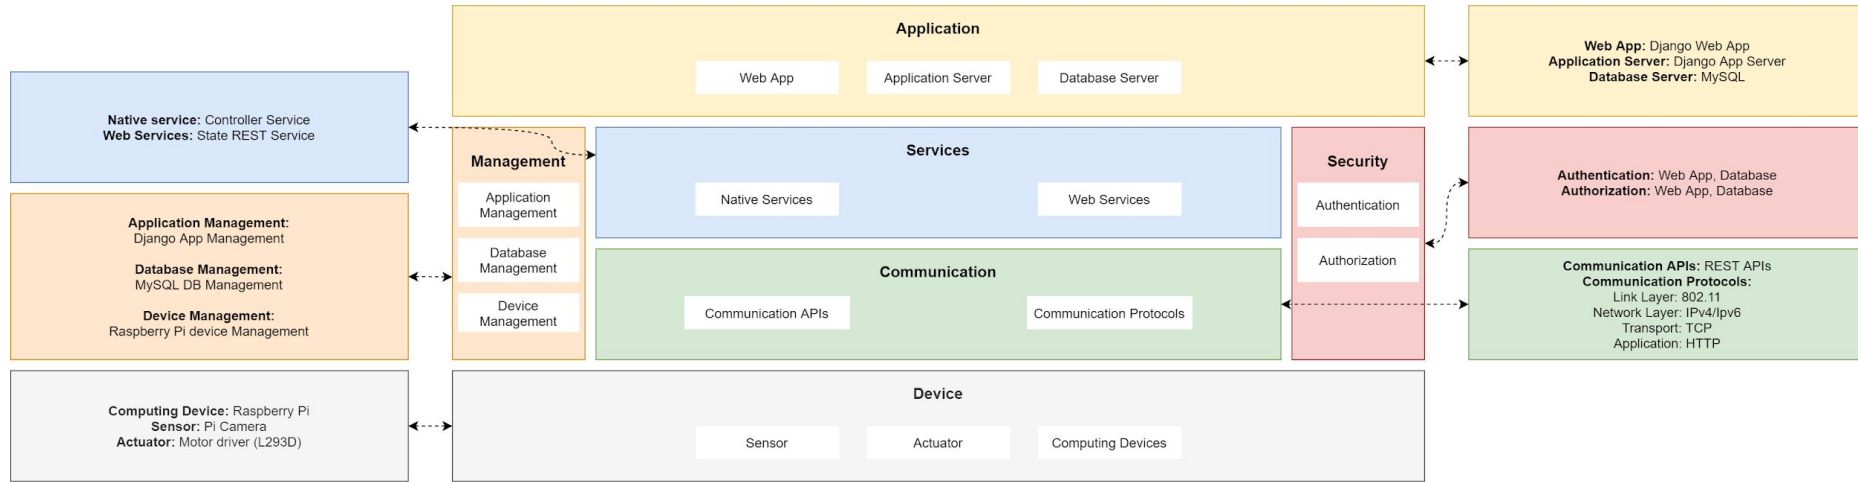 Application
Web App
Application Server
Database Server
Web App: Django Web App
Application Server: Django App Server
Database Server: MySQL
Native service: Controller Service
Web Services: State REST Service
Management
Application
Management
Database
Management
Device
Management
Services
Native Services
Web Services
Security
Authentication
Authorization
Authentication: Web App, Database
Authorization: Web App, Database
Application Management:
Django App Management
Database Management:
MySQL DB Management
Device Management:
Raspberry Pi device Management
Communication
Communication APIs
Communication Protocols
Communication APIs: REST APIs
Communication Protocols:
Link Layer: 802.11
Network Layer: IPv4/Ipv6
Transport: TCP
Application: HTTP
Computing Device: Raspberry Pi
Sensor: Pi Camera
Actuator: Motor driver (L293D)
Device
Sensor
Actuator
Computing Devices